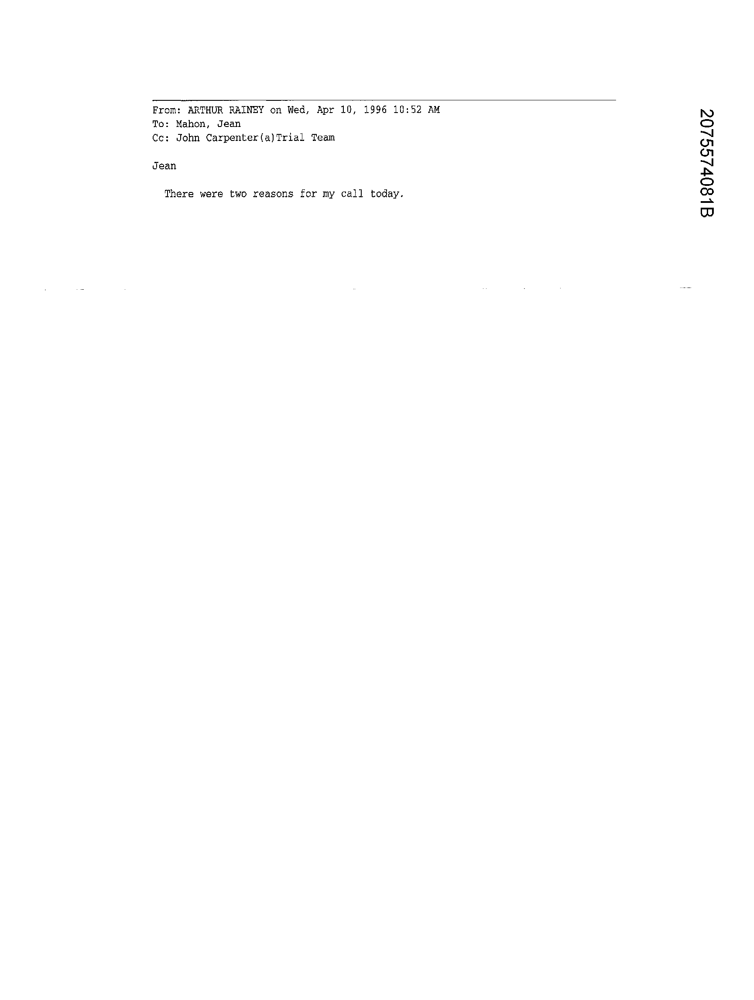 From: ARTHUR RAINEY on Wed, Apr 10, 1996 10:52 AM
To: Mahon, Jean
Cc: John Carpenter(a)Trial Team
Jean
There were two reasons for my call today.
2075574081B